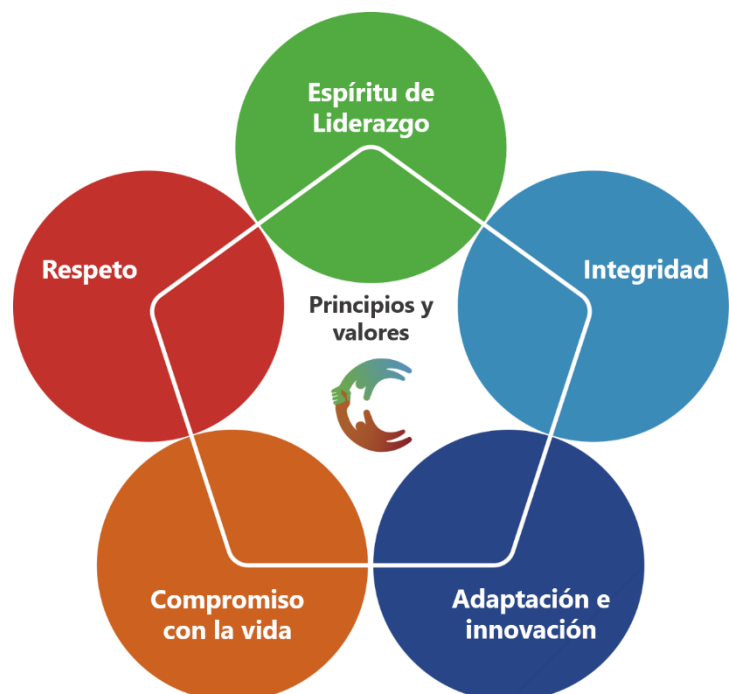 Espíritu de
Liderazgo
Respeto
Integridad
Principios y
valores
Compromiso
con la vida
Adaptación e
innovación